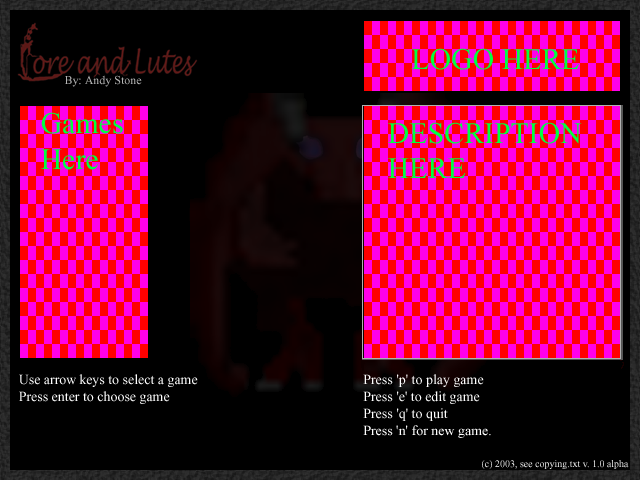 Lore and Lutes
By: Andy Stone
LOGO HERE
Games
Here
DESCRIPTION
HERE
Use arrow keys to select a game
Press enter to choose game
Press 'p' to play game
Press 'e' to edit game
Press 'q' to quit
Press 'n' for new game.
(c) 2003, see copying.txt v. 1.0 alpha